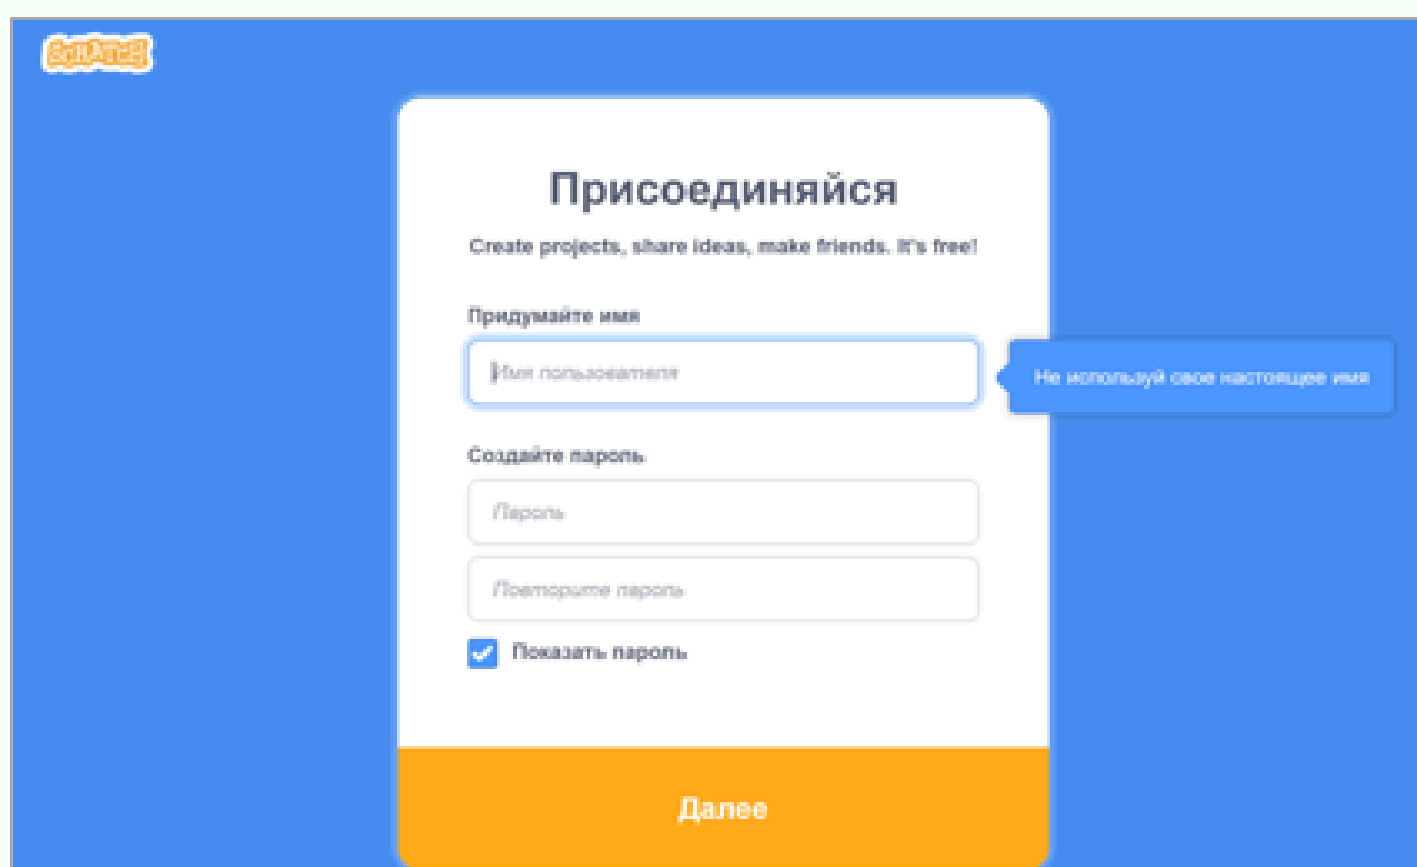 SCRATCH
Присоединяйся
Create projects, share ideas, make friends. It's free!
Придумайте имя
Имя пользователя
Не используй свое настоящее имя
Создайте пароль
Пароль
Повторите пароль
Показать пароль
Далее